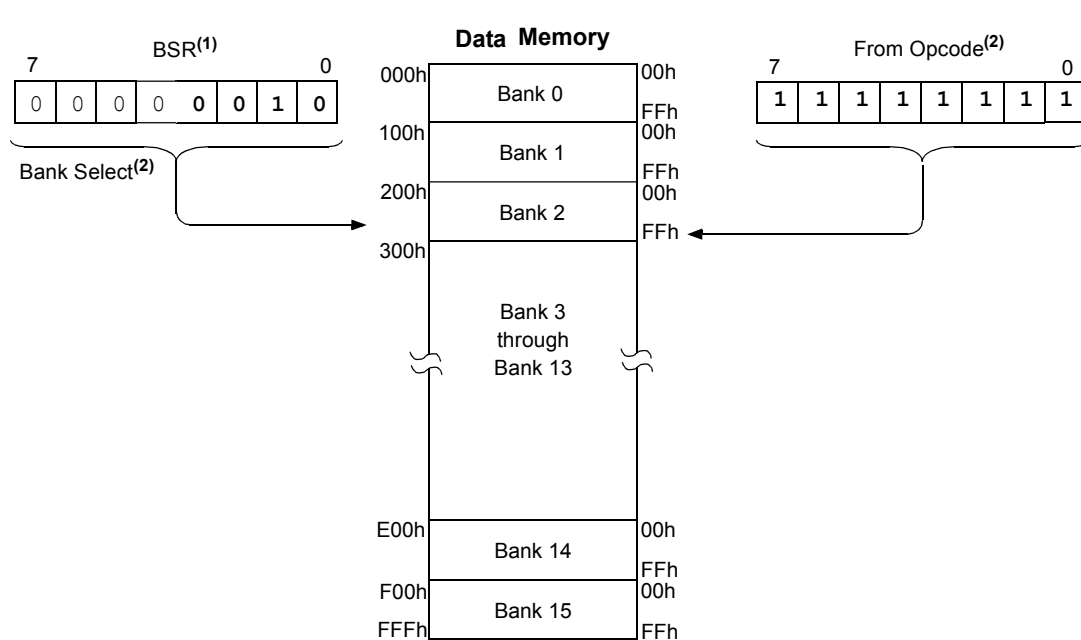 Data Memory
BSR(1)
7 0
0 0 0 0 0 0 1 0
Bank Select(2)
From Opcode(2)
7 0
1 1 1 1 1 1 1 1
000h Bank 0 00h
FFh
100h Bank 1 00h
FFh
200h Bank 2 00h
FFh
300h
Bank 3
through
Bank 13
E00h Bank 14 00h
FFh
F00h Bank 15 00h
FFFh FFh